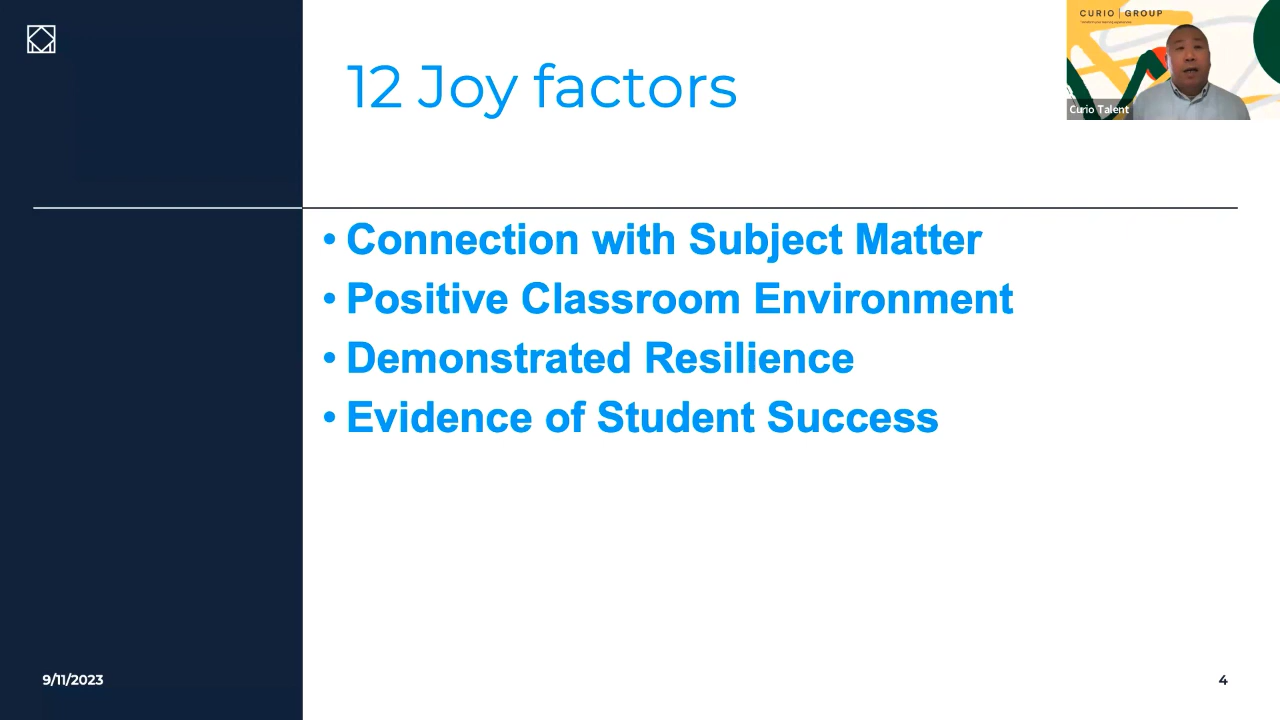 12 Joy factors
CURIO | GROUP
Curio Talent
• Connection with Subject Matter
• Positive Classroom Environment
• Demonstrated Resilience
• Evidence of Student Success
9/11/2023
4